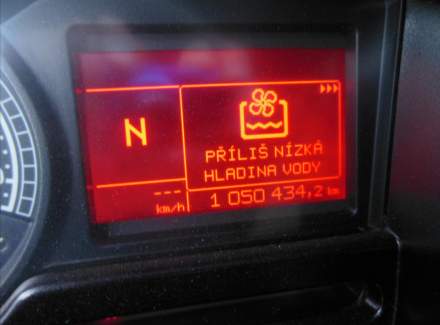 N
PŘÍLIŠ NÍZKÁ
HLADINA VODY
--- km/h
1 050 434,2 km